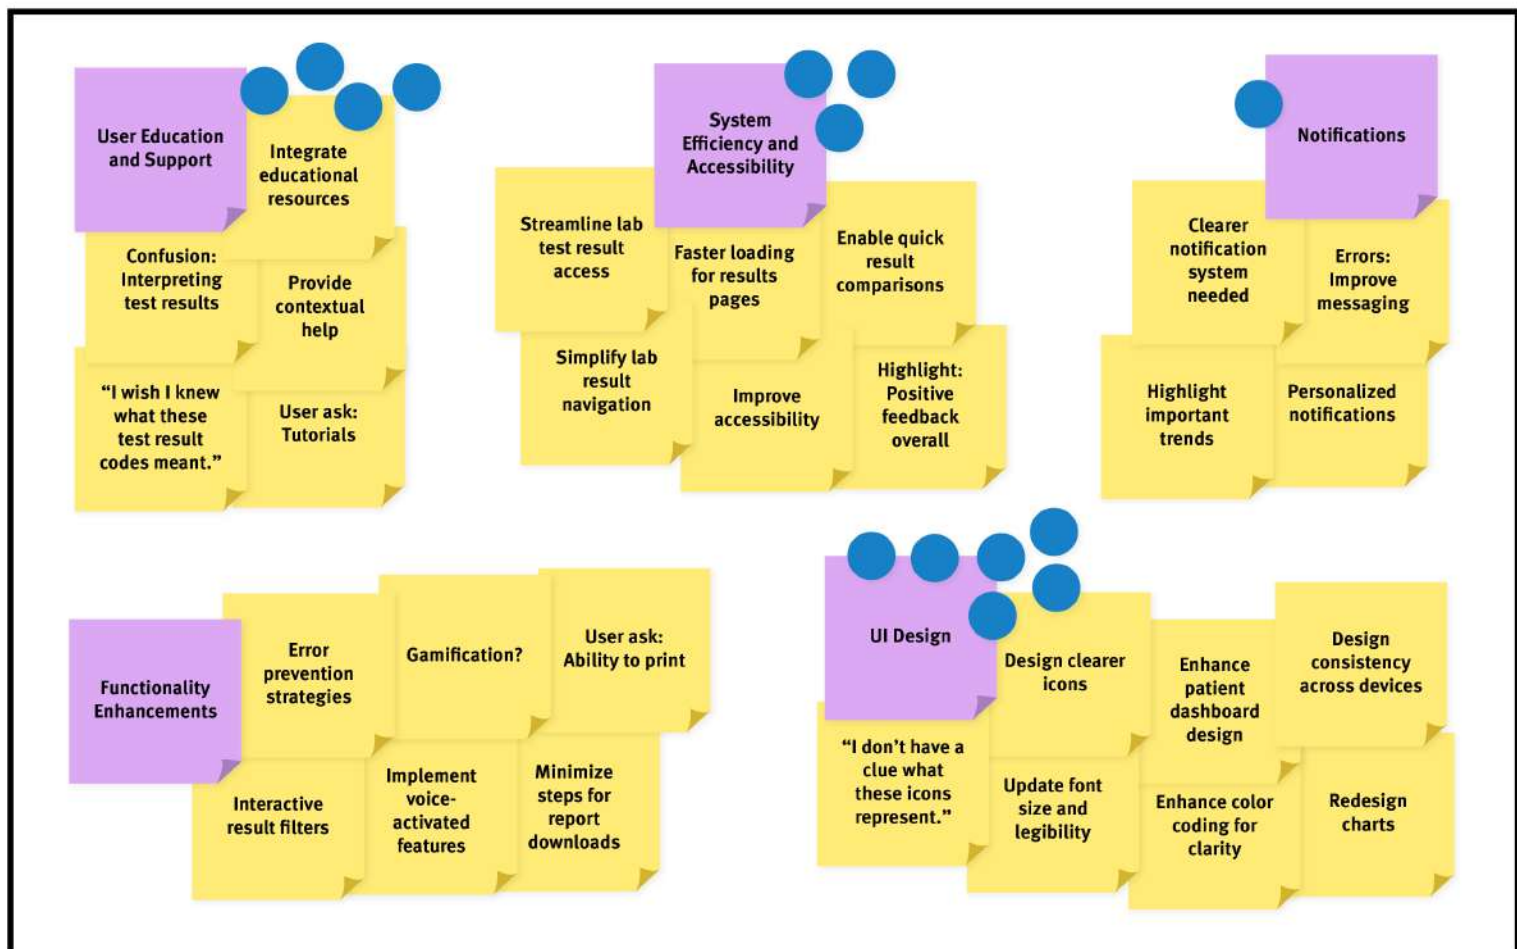 User Education
and Support
Integrate
educational
resources
Confusion:
Interpreting
test results
Provide
contextual
help
“I wish I knew
what these
test result
codes meant.”
User ask:
Tutorials
System
Efficiency and
Accessibility
Streamline lab
test result
access
Faster loading
for results
pages
Enable quick
result
comparisons
Simplify lab
result
navigation
Improve
accessibility
Highlight:
Positive
feedback
overall
Notifications
Clearer
notification
system
needed
Errors:
Improve
messaging
Highlight
important
trends
Personalized
notifications
Functionality
Enhancements
Error
prevention
strategies
Gamification?
User ask:
Ability to print
Interactive
result filters
Implement
voice-
activated
features
Minimize
steps for
report
downloads
UI Design
Design clearer
icons
Enhance
patient
dashboard
design
Design
consistency
across devices
“I don’t have a
clue what
these icons
represent.”
Update font
size and
legibility
Enhance color
coding for
clarity
Redesign
charts